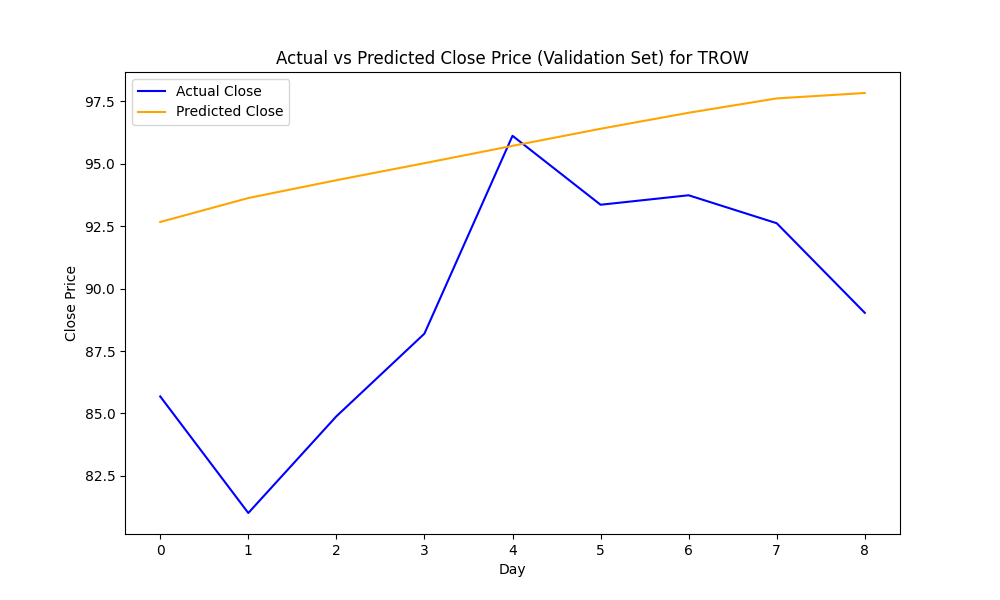 Actual vs Predicted Close Price (Validation Set) for TROW
Actual Close
Predicted Close
97.5
95.0
92.5
90.0
87.5
85.0
82.5
Close Price
0 1 2 3 4 5 6 7 8
Day